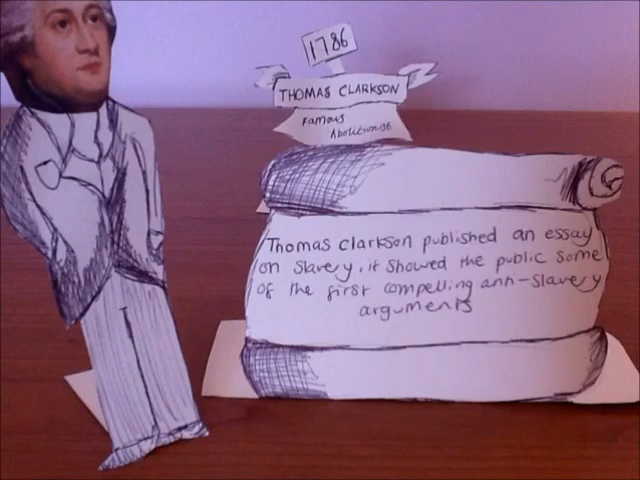 1786
THOMAS CLARKSON
Famous
Abolitionist
Thomas Clarkson published an essay
on Slavery, it showed the public some
of the first compelling anti-Slavery
arguments